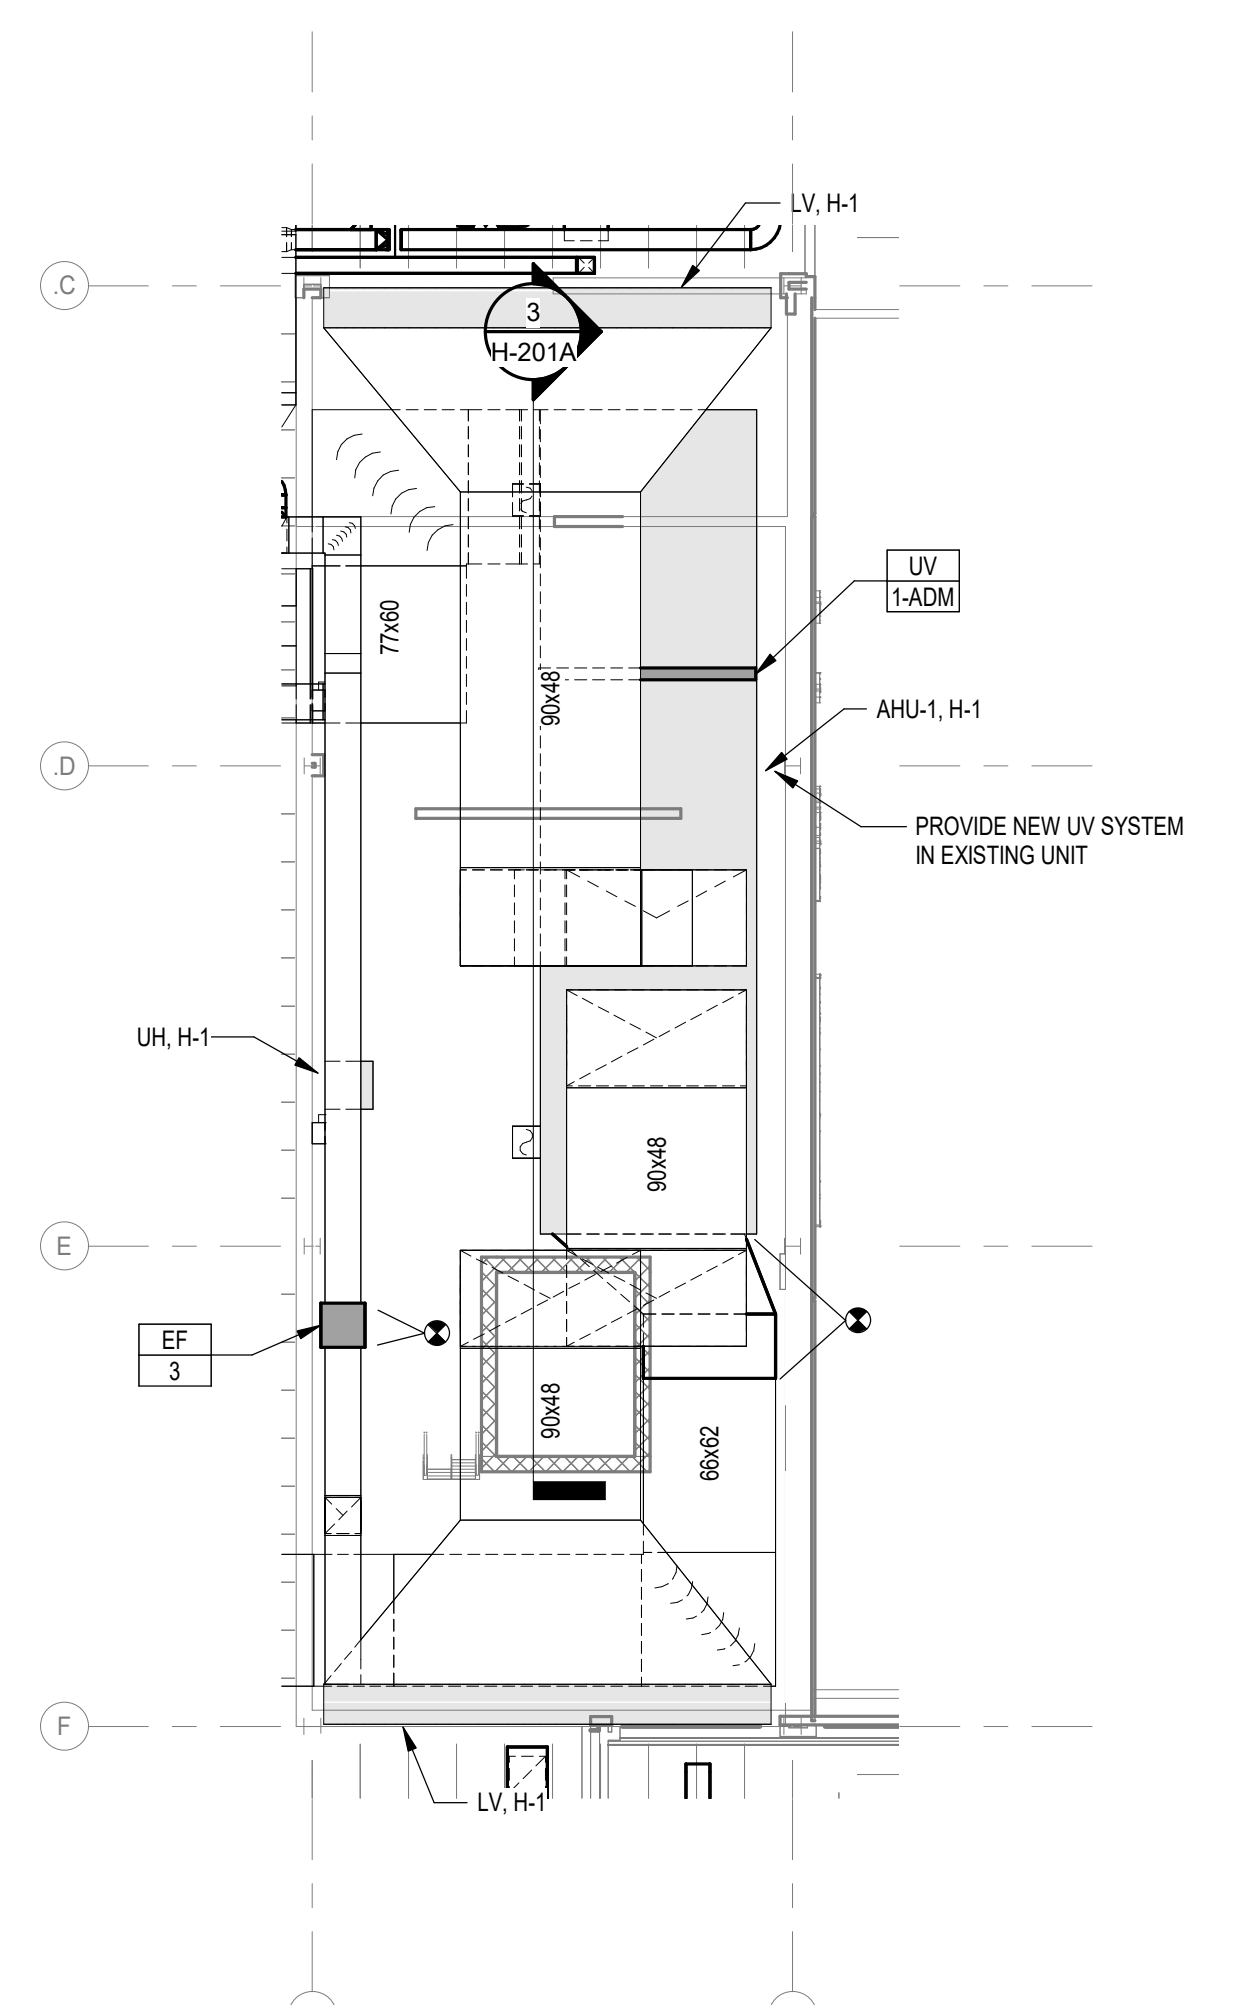 LV, H-1
.C
3
H-201A
UV
1-ADM
77x60
90x48
AHU-1, H-1
.D
PROVIDE NEW UV SYSTEM
IN EXISTING UNIT
UH, H-1
90x48
E
EF
3
90x48
66x62
F
LV, H-1